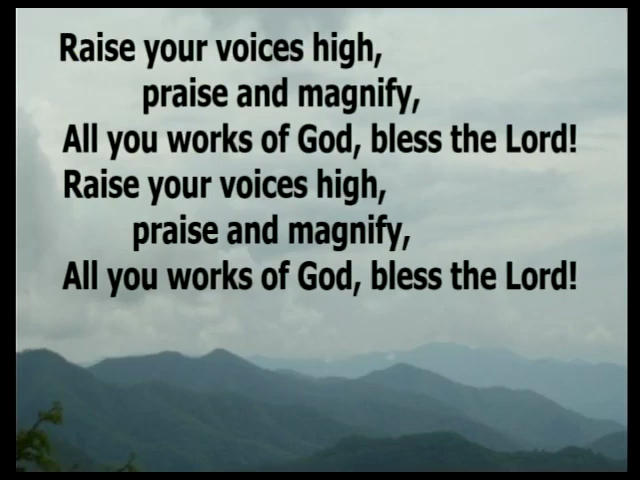 Raise your voices high,
praise and magnify,
All you works of God, bless the Lord!
Raise your voices high,
praise and magnify,
All you works of God, bless the Lord!